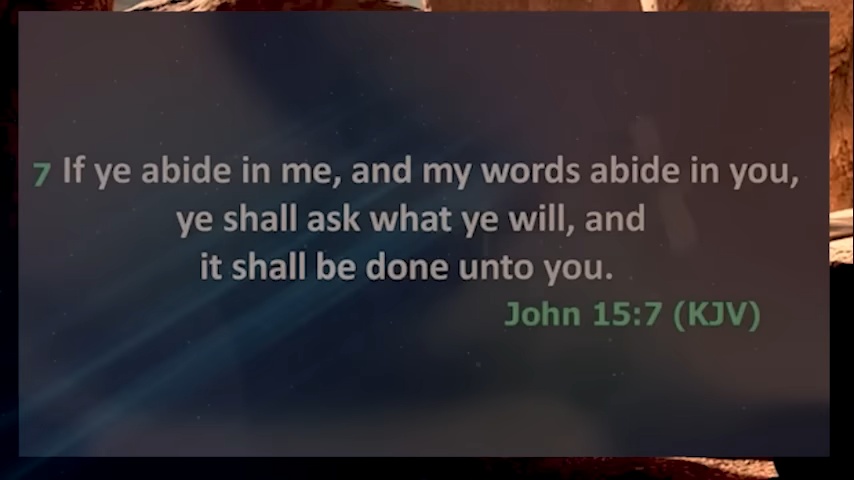 7 If ye abide in me, and my words abide in you,
ye shall ask what ye will, and
it shall be done unto you.
John 15:7 (KJV)